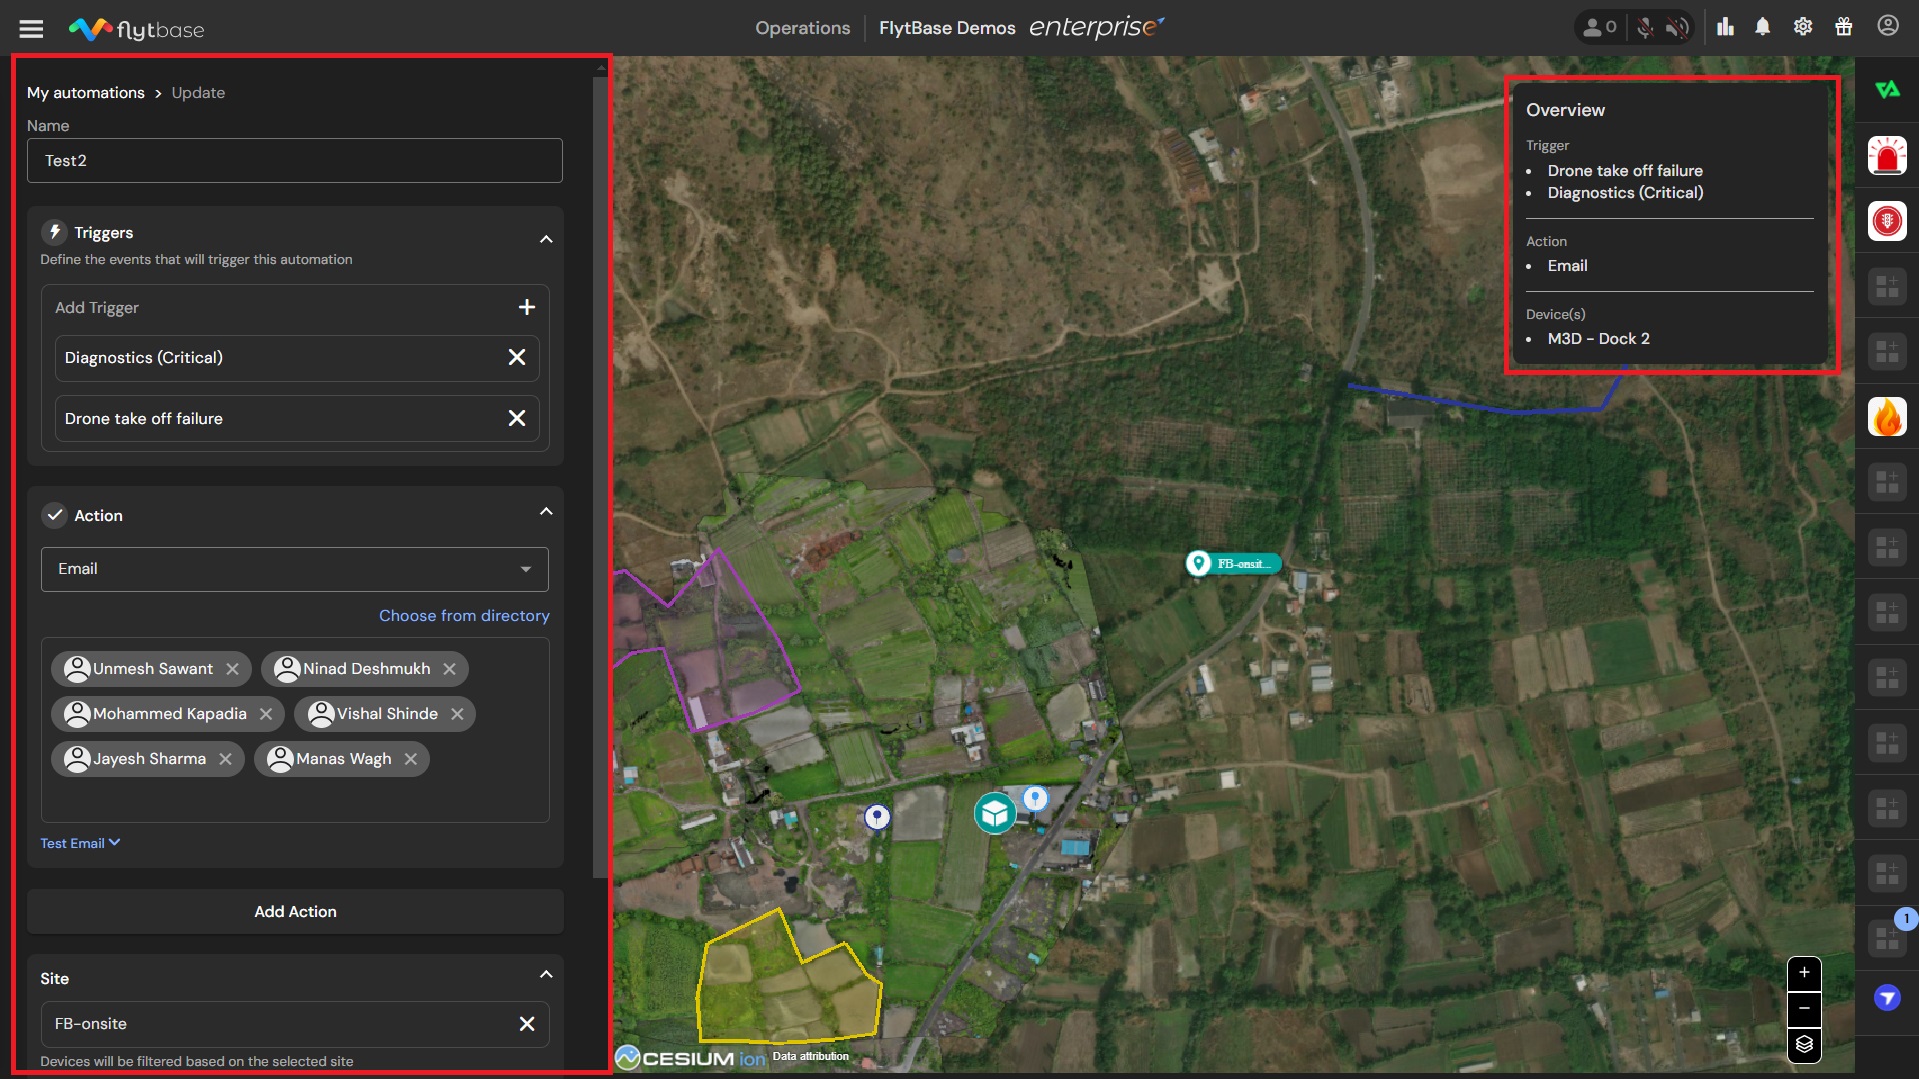 flytbase
Operations
FlytBase Demos enterprise
0
My automations > Update
Name
Test2
Triggers
Define the events that will trigger this automation
Add Trigger
Diagnostics (Critical)
Drone take off failure
Action
Email
Choose from directory
Unmesh Sawant
Ninad Deshmukh
Mohammed Kapadia
Vishal Shinde
Jayesh Sharma
Manas Wagh
Test Email
Add Action
Site
FB-onsite
Devices will be filtered based on the selected site
FB-onsit...
CESIUM ion Data attribution
Overview
Trigger
• Drone take off failure
• Diagnostics (Critical)
Action
• Email
Device(s)
• M3D - Dock 2
1